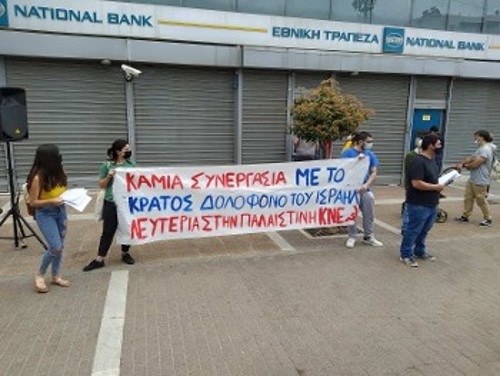 NATIONAL BANK
ΕΘΝΙΚΗ ΤΡΑΠΕΖΑ NATIONAL BANK
ΚΑΜΙΑ ΣΥΝΕΡΓΑΣΙΑ ΜΕ ΤΟ
ΚΡΑΤΟΣ ΔΟΛΟΦΟΝΟ ΤΟΥ ΙΣΡΑΗΛ
ΛΕΥΤΕΡΙΑ ΣΤΗΝ ΠΑΛΑΙΣΤΙΝΗ ΚΝΕ